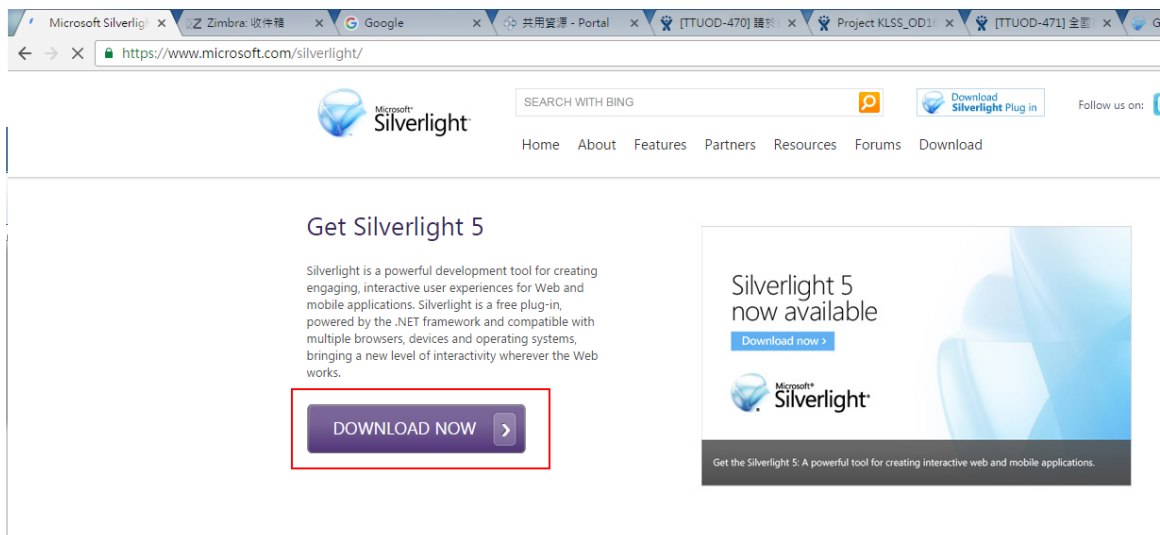 Microsoft Silverligh
Zimbra: 收件箱
Google
共用資源 - Portal
[TTUOD-470] 購於
Project KLSS_OD1
[TTUOD-471] 全國
G
https://www.microsoft.com/silverlight/
Microsoft®
Silverlight
SEARCH WITH BING
Download
Silverlight Plug in
Follow us on:
Home About Features Partners Resources Forums Download
Get Silverlight 5
Silverlight is a powerful development tool for creating
engaging, interactive user experiences for Web and
mobile applications. Silverlight is a free plug-in,
powered by the .NET framework and compatible with
multiple browsers, devices and operating systems,
bringing a new level of interactivity wherever the Web
works.
DOWNLOAD NOW
Silverlight 5
now available
Download now >
Microsoft®
Silverlight
Get the Silverlight 5: A powerful tool for creating interactive web and mobile applications.